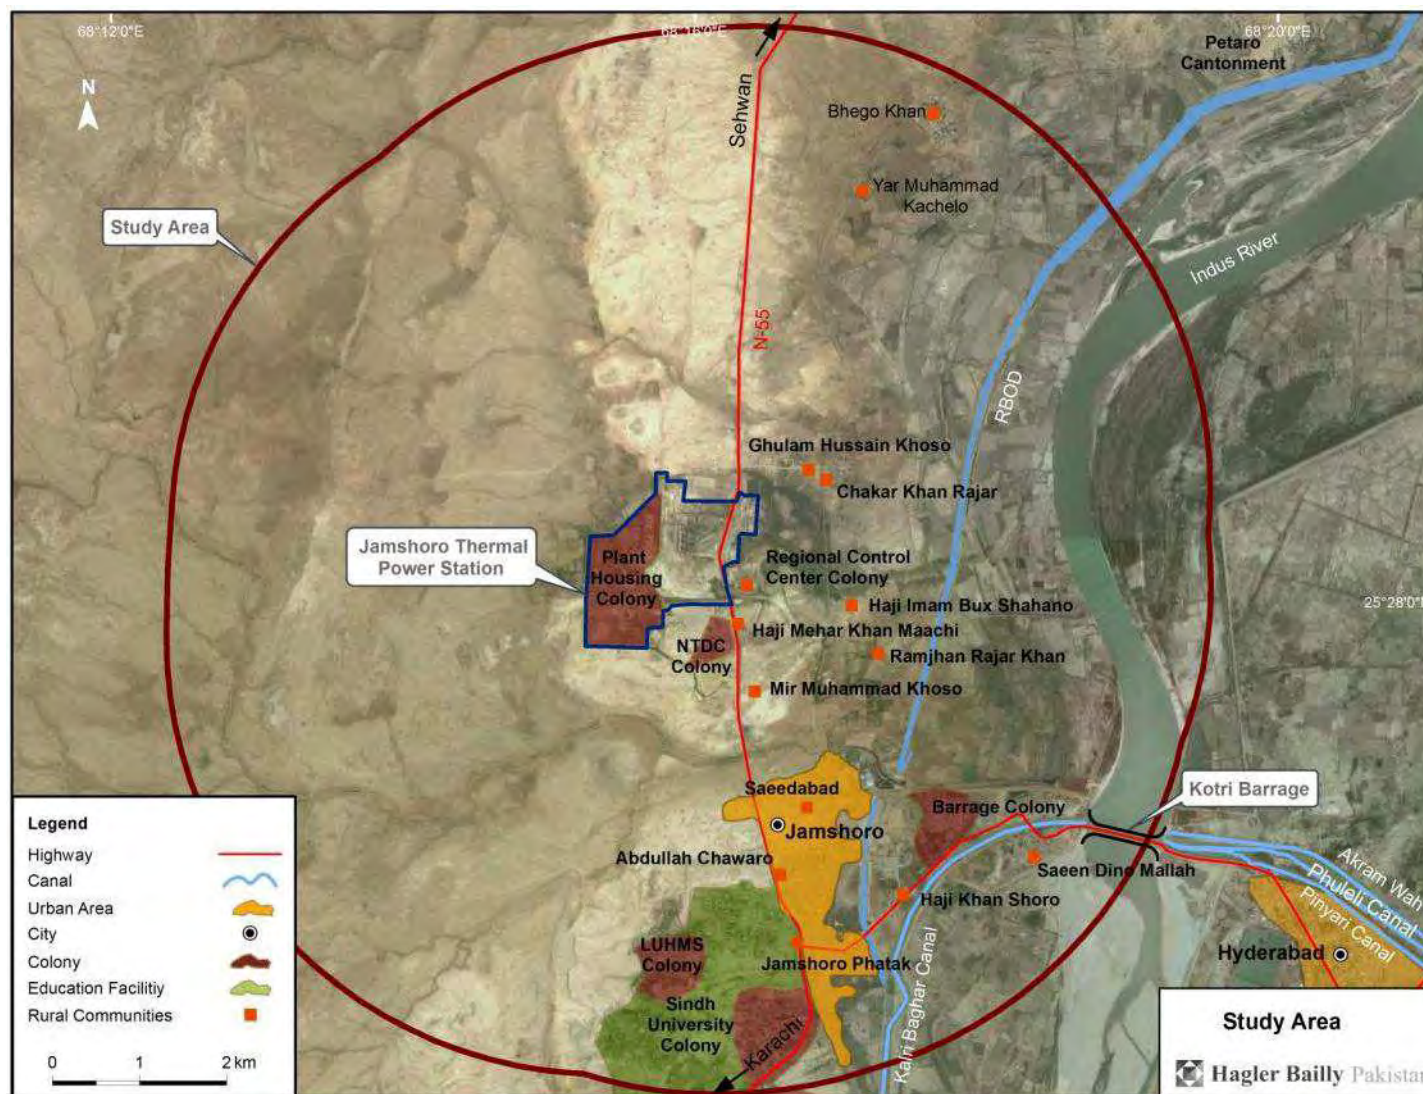 68°12'0"E
68°16'0"E
68°20'0"E
Petaro
Cantonment
N
Sehwan
Bhego Khan
Yar Muhammad
Kachelo
Study Area
Indus River
N-55
RBOD
Ghulam Hussain Khoso
Chakar Khan Rajar
Jamshoro Thermal
Power Station
Plant
Housing
Colony
Regional Control
Center Colony
Haji Imam Bux Shahano
25°28'0"N
Haji Mehar Khan Maachi
NTDC
Colony
Ramjhan Rajar Khan
Mir Muhammad Khoso
Kotri Barrage
Saeedabad
Barrage Colony
Jamshoro
Abdullah Chawaro
Saeen Dino Mallah
Akram Wah
Phuleli Canal
Pinyari Canal
Haji Khan Shoro
LUHMS
Colony
Jamshoro Phatak
Hyderabad
Sindh
University
Colony
Karachi
Kalri Baghar Canal
Legend
Highway
Canal
Urban Area
City
Colony
Education Facilitiy
Rural Communities
0 1 2 km
Study Area
Hagler Bailly Pakistan